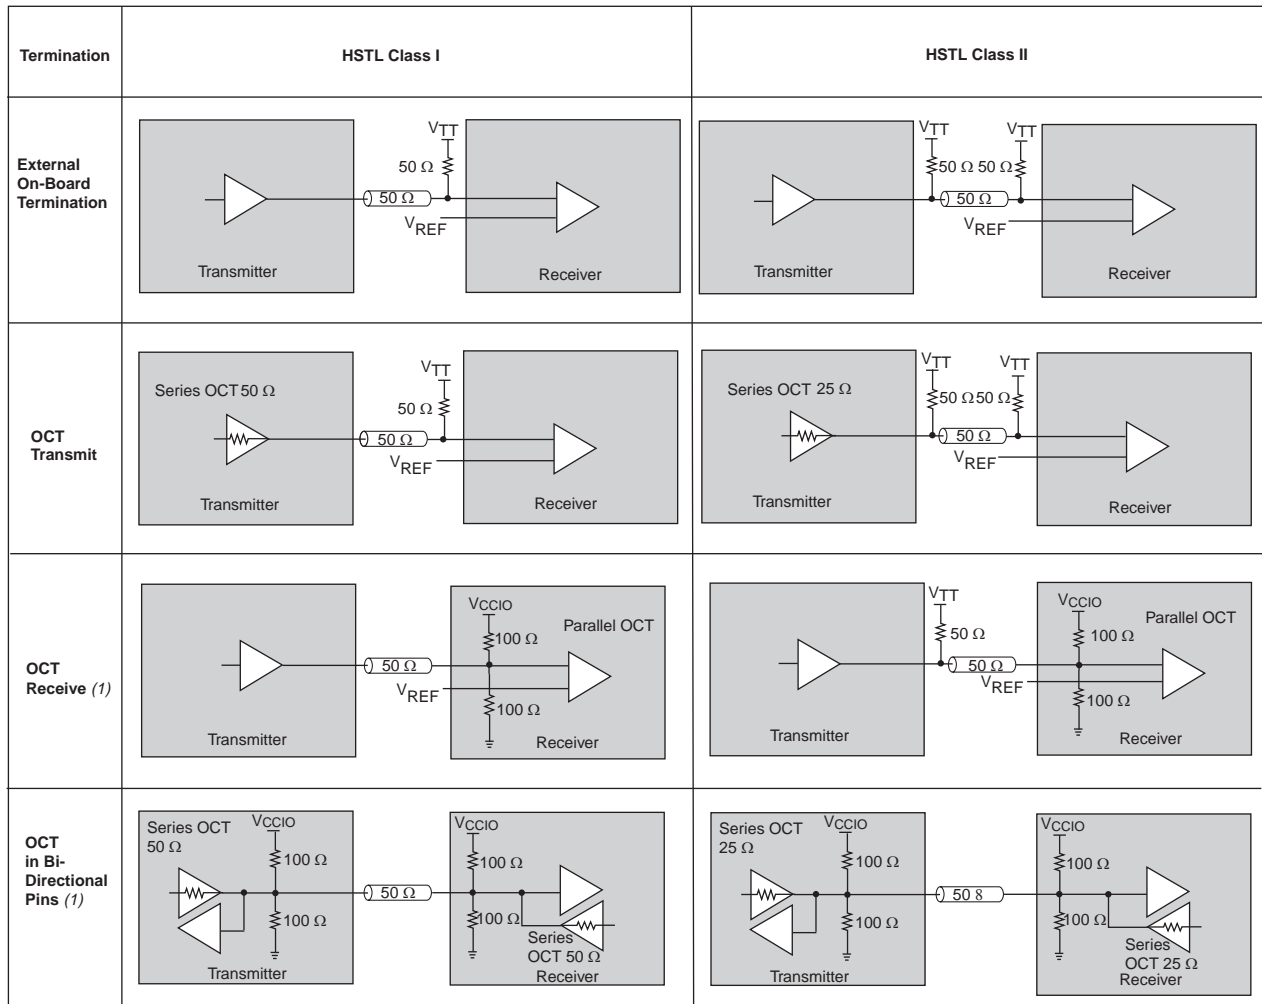 Termination
HSTL Class I
HSTL Class II
External
On-Board
Termination
VTT
50 Ω
50 Ω
VREF
Transmitter
Receiver
VTT
VTT
50 Ω 50 Ω
50 Ω
VREF
Transmitter
Receiver
OCT
Transmit
Series OCT 50 Ω
VTT
50 Ω
50 Ω
VREF
Transmitter
Receiver
Series OCT 25 Ω
VTT
VTT
50 Ω 50 Ω
50 Ω
VREF
Transmitter
Receiver
OCT
Receive (1)
VCCIO
100 Ω
Parallel OCT
50 Ω
VREF
100 Ω
Transmitter
Receiver
VTT
50 Ω
VCCIO
100 Ω
Parallel OCT
50 Ω
VREF
100 Ω
Transmitter
Receiver
OCT
in Bi-
Directional
Pins (1)
Series OCT
50 Ω
VCCIO
100 Ω
100 Ω
Transmitter
50 Ω
VCCIO
100 Ω
100 Ω
Series
OCT 50 Ω
Receiver
Series OCT
25 Ω
VCCIO
100 Ω
100 Ω
Transmitter
50 8
VCCIO
100 Ω
100 Ω
Series
OCT 25 Ω
Receiver